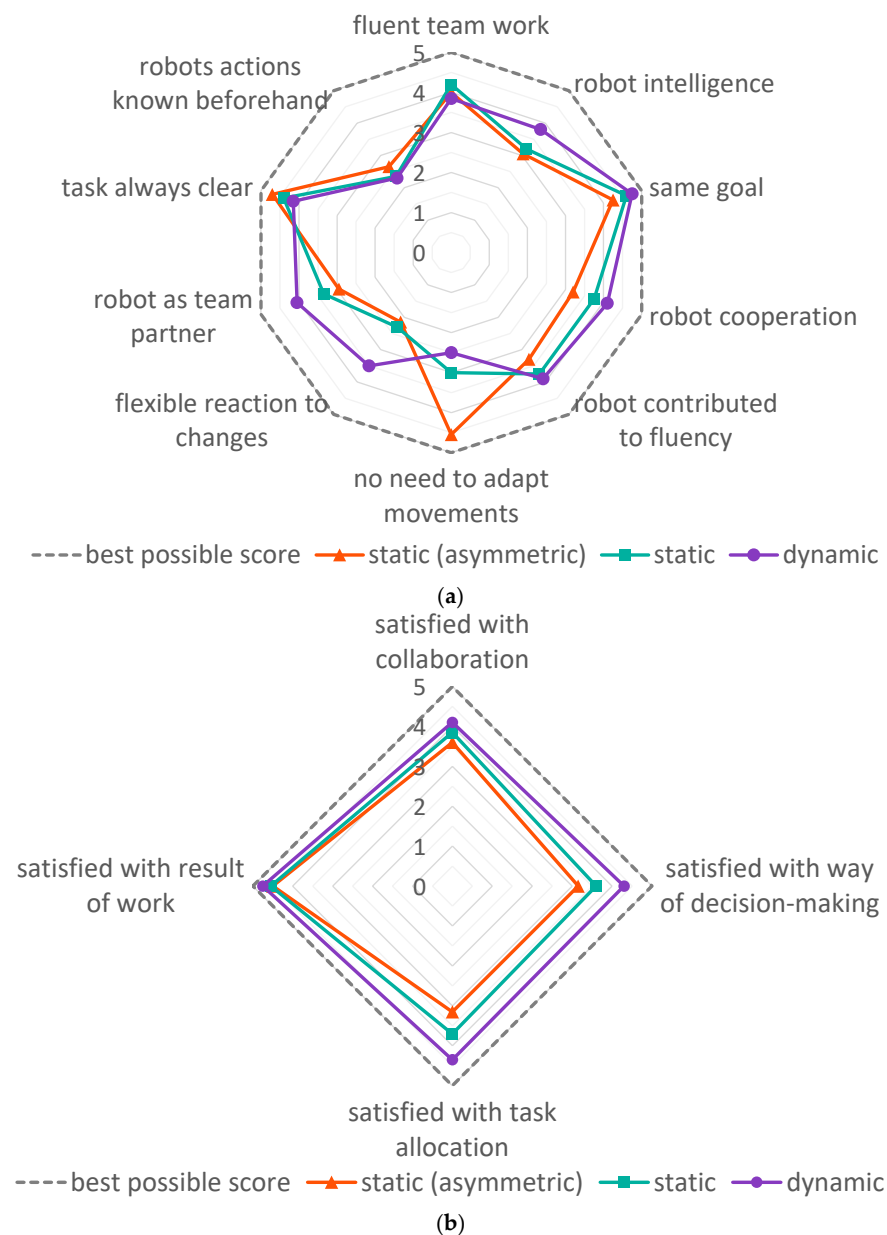 fluent team work
robots actions
known beforehand
robot intelligence
5
4
3
2
1
0
task always clear
same goal
robot as team
partner
robot cooperation
flexible reaction to
changes
robot contributed
to fluency
no need to adapt
movements
best possible score static (asymmetric) static dynamic
(a)
satisfied with
collaboration
5
4
3
2
1
0
satisfied with result
of work
satisfied with way
of decision-making
satisfied with task
allocation
best possible score static (asymmetric) static dynamic
(b)